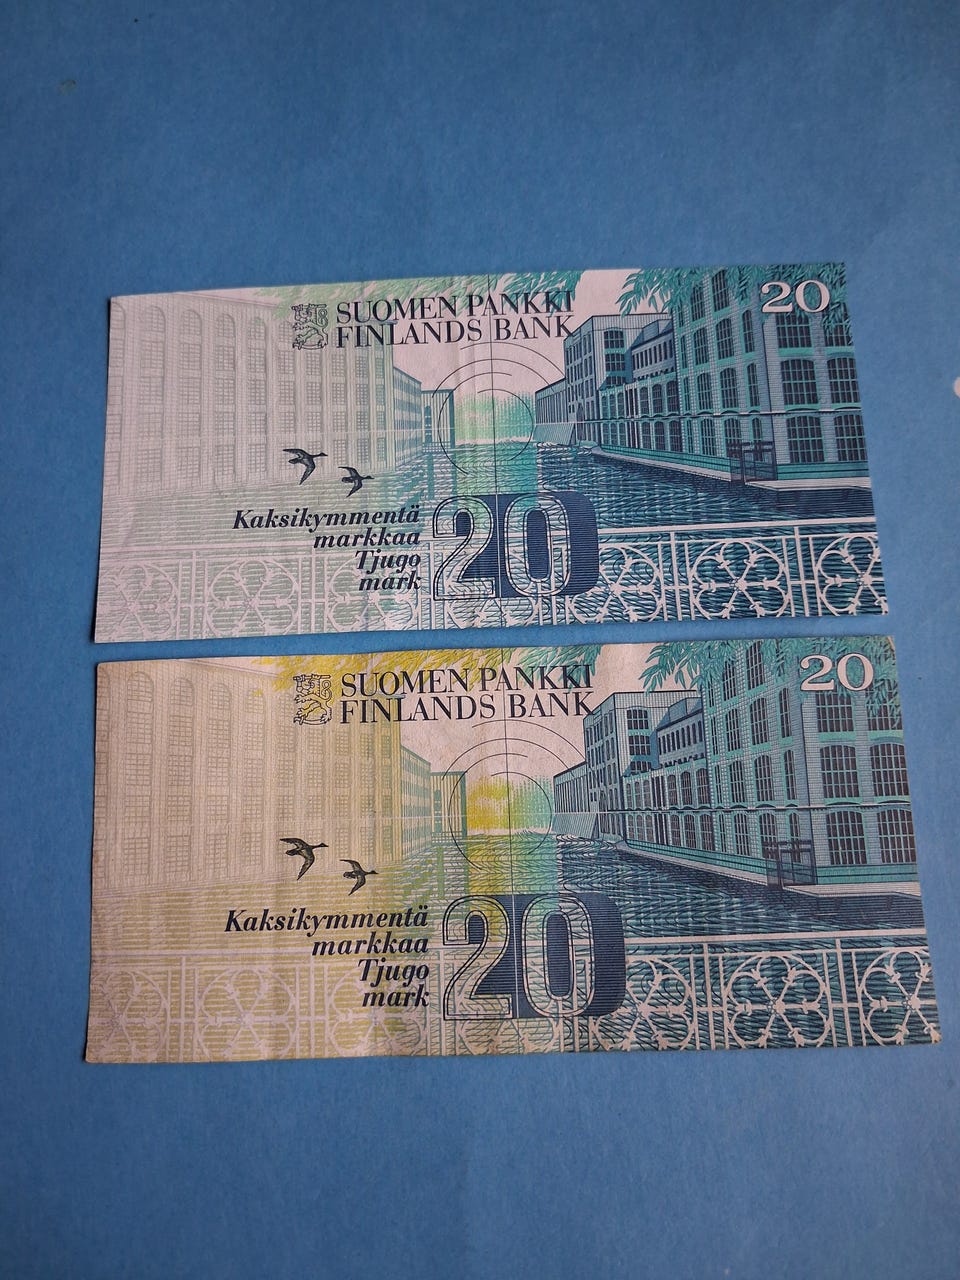 SUOMEN PANKKI
FINLANDS BANK
20
Kaksikymmentä
markkaa
Tjugo
mark
20
SUOMEN PANKKI
FINLANDS BANK
20
Kaksikymmentä
markkaa
Tjugo
mark
20